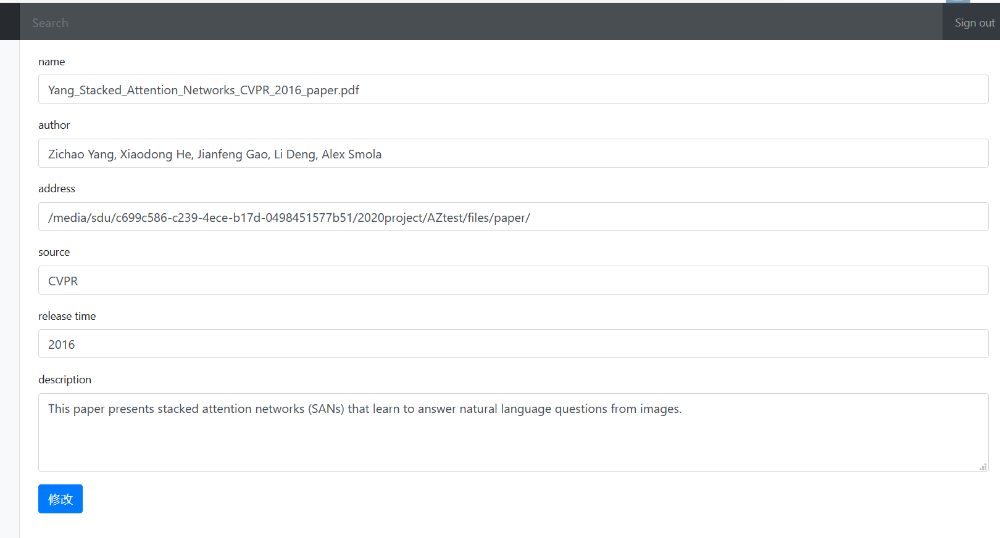 Search
Sign out
name
Yang_Stacked_Attention_Networks_CVPR_2016_paper.pdf
author
Zichao Yang, Xiaodong He, Jianfeng Gao, Li Deng, Alex Smola
address
/media/sdu/c699c586-c239-4ece-b17d-0498451577b51/2020project/AZtest/files/paper/
source
CVPR
release time
2016
description
This paper presents stacked attention networks (SANs) that learn to answer natural language questions from images.
修改